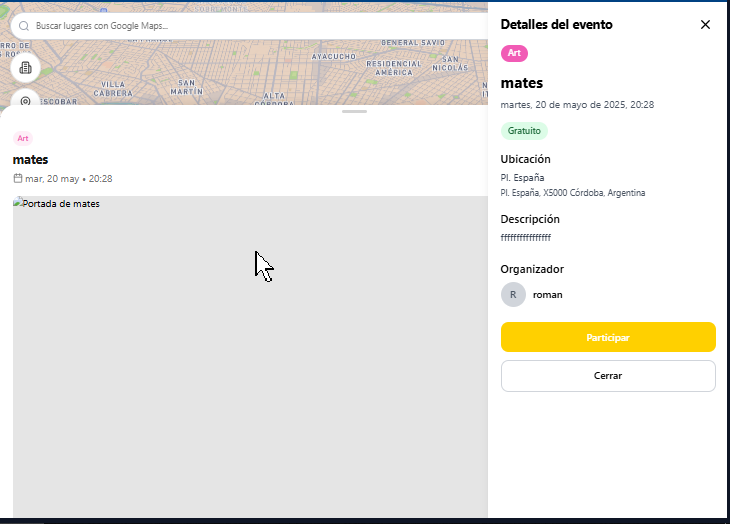 Buscar lugares con Google Maps...
GENERAL SAVIO
AYACUCHO
RESIDENCIAL
AMÉRICA
SAN
NICOLÁS
VILLA
CABRERA
SAN
MARTÍN
ALTA
CÓRDOBA
ESCOBAR
Art
mates
mar, 20 may • 20:28
Portada de mates
Detalles del evento
Art
mates
martes, 20 de mayo de 2025, 20:28
Gratuito
Ubicación
Pl. España
Pl. España, X5000 Córdoba, Argentina
Descripción
ffffffffffffffff
Organizador
R
roman
Participar
Cerrar